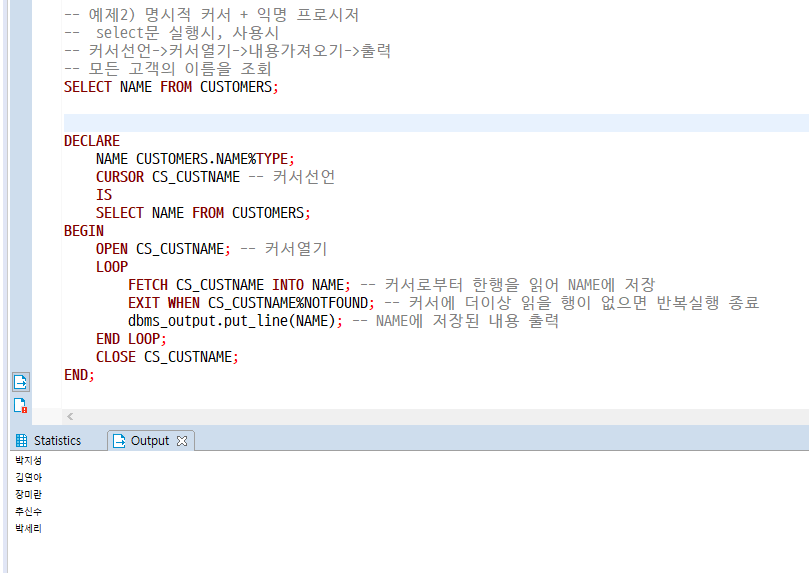 -- 예제2) 명시적 커서 + 익명 프로시저
--  select문 실행시, 사용시
-- 커서선언->커서열기->내용가져오기->출력
-- 모든 고객의 이름을 조회
SELECT NAME FROM CUSTOMERS;
DECLARE
    NAME CUSTOMERS.NAME%TYPE;
    CURSOR CS_CUSTNAME -- 커서선언
    IS
    SELECT NAME FROM CUSTOMERS;
BEGIN
    OPEN CS_CUSTNAME; -- 커서열기
    LOOP
        FETCH CS_CUSTNAME INTO NAME; -- 커서로부터 한행을 읽어 NAME에 저장
        EXIT WHEN CS_CUSTNAME%NOTFOUND; -- 커서에 더이상 읽을 행이 없으면 반복실행 종료
        dbms_output.put_line(NAME); -- NAME에 저장된 내용 출력
    END LOOP;
    CLOSE CS_CUSTNAME;
END;
Statistics Output
박지성
김연아
장미란
추신수
박세리